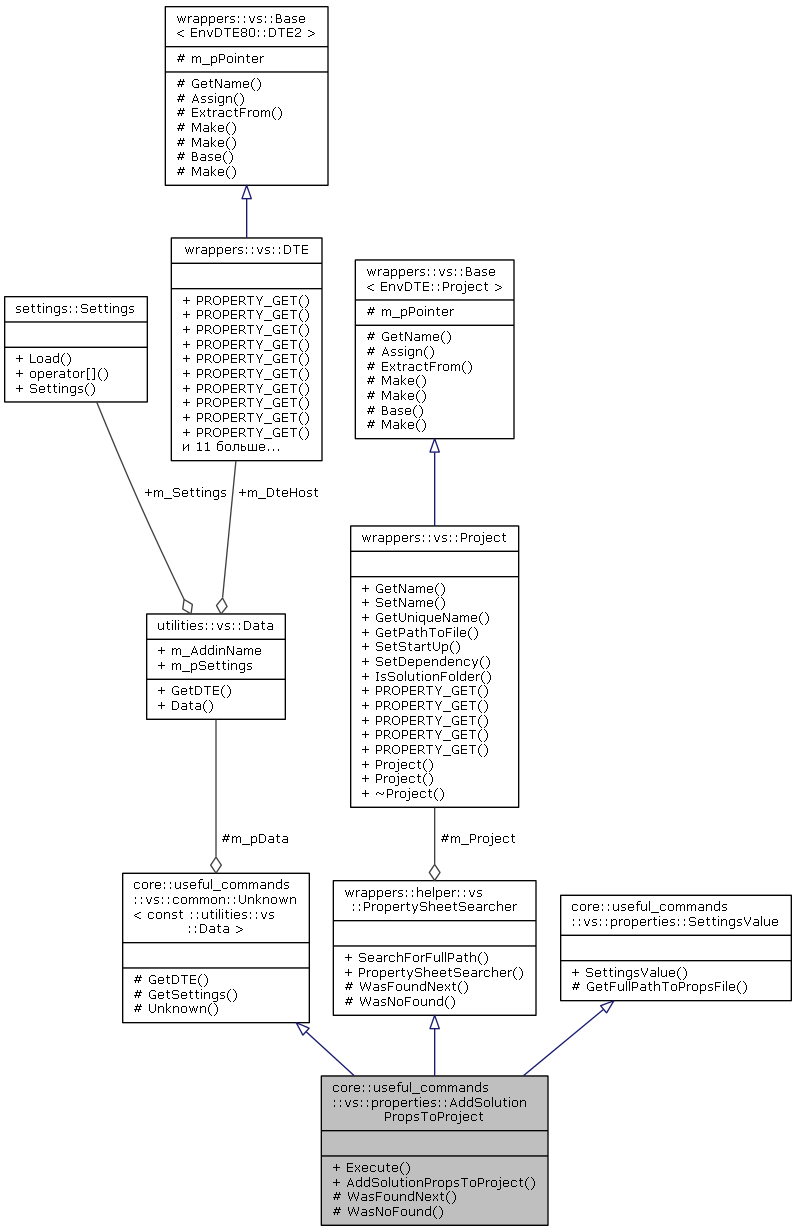 wrappers::vs::Base
< EnvDTE80::DTE2 >
# m_pPointer
# GetName()
# Assign()
# ExtractFrom()
# Make()
# Make()
# Base()
# Make()
wrappers::vs::DTE
+ PROPERTY_GET()
+ PROPERTY_GET()
+ PROPERTY_GET()
+ PROPERTY_GET()
+ PROPERTY_GET()
+ PROPERTY_GET()
+ PROPERTY_GET()
+ PROPERTY_GET()
+ PROPERTY_GET()
+ PROPERTY_GET()
и 11 больше...
wrappers::vs::Base
< EnvDTE::Project >
# m_pPointer
# GetName()
# Assign()
# ExtractFrom()
# Make()
# Make()
# Base()
# Make()
settings::Settings
+ Load()
+ operator[]()
+ Settings()
+m_Settings
+m_DteHost
wrappers::vs::Project
+ GetName()
+ SetName()
+ GetUniqueName()
+ GetPathToFile()
+ SetStartUp()
+ SetDependency()
+ IsSolutionFolder()
+ PROPERTY_GET()
+ PROPERTY_GET()
+ PROPERTY_GET()
+ PROPERTY_GET()
+ PROPERTY_GET()
+ Project()
+ Project()
+ ~Project()
utilities::vs::Data
+ m_AddinName
+ m_pSettings
+ GetDTE()
+ Data()
#m_pData
#m_Project
core::useful_commands
::vs::common::Unknown
< const ::utilities::vs
::Data >
# GetDTE()
# GetSettings()
# Unknown()
wrappers::helper::vs
::PropertySheetSearcher
+ SearchForFullPath()
+ PropertySheetSearcher()
# WasFoundNext()
# WasNoFound()
core::useful_commands
::vs::properties::SettingsValue
+ SettingsValue()
# GetFullPathToPropsFile()
core::useful_commands
::vs::properties::AddSolution
PropsToProject
+ Execute()
+ AddSolutionPropsToProject()
# WasFoundNext()
# WasNoFound()